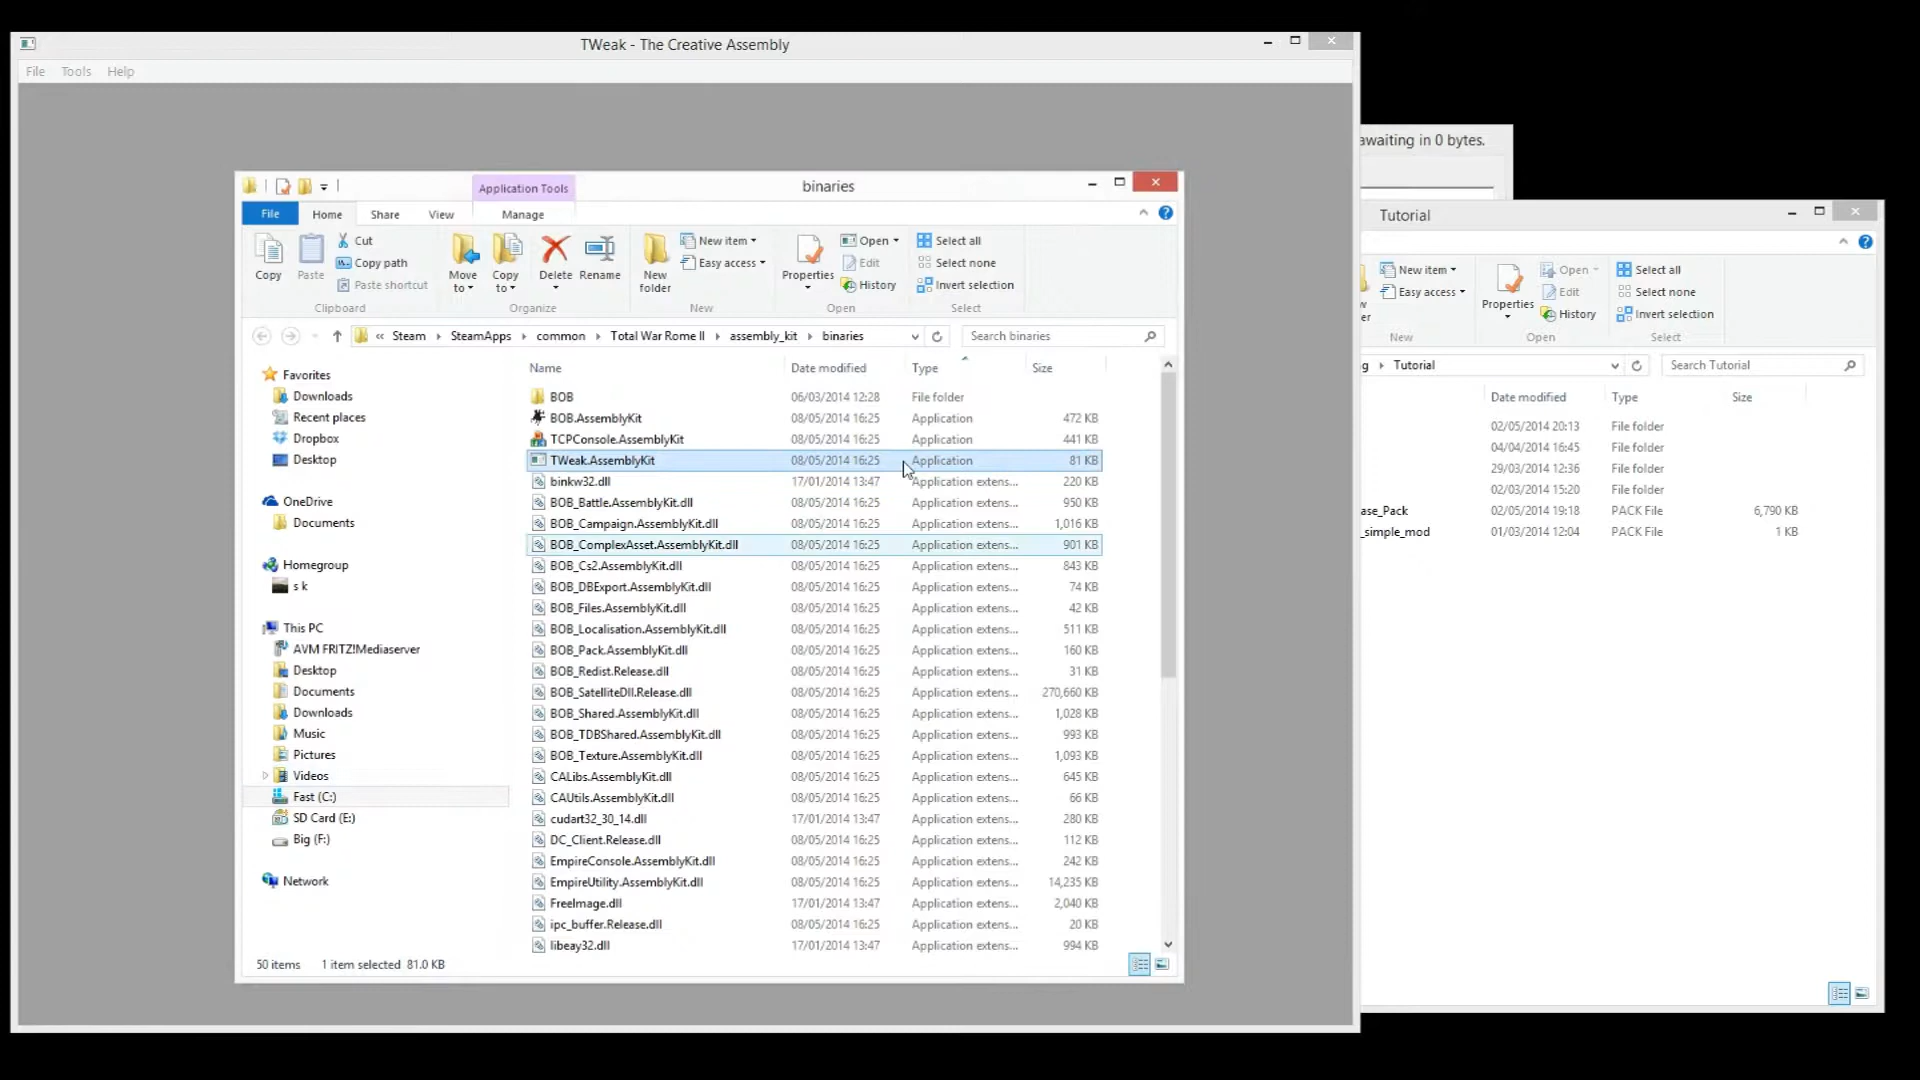 TWeak - The Creative Assembly
File Tools Help
awaiting in 0 bytes.
Application Tools
binaries
File Home Share View Manage
Copy
Paste
Cut
Copy path
Paste shortcut
Clipboard
Move to
Copy to
Delete
Rename
Organize
New folder
New item
Easy access
New
Properties
Open
Edit
History
Open
Select all
Select none
Invert selection
Select
« Steam SteamApps common Total War Rome II assembly_kit binaries
Search binaries
Favorites
Downloads
Recent places
Dropbox
Desktop
OneDrive
Documents
Homegroup
s k
This PC
AVM FRITZ!Mediaserver
Desktop
Documents
Downloads
Music
Pictures
Videos
Fast (C:)
SD Card (E:)
Big (F:)
Network
Name Date modified Type Size
BOB 06/03/2014 12:28 File folder
BOB.AssemblyKit 08/05/2014 16:25 Application 472 KB
TCPConsole.AssemblyKit 08/05/2014 16:25 Application 441 KB
TWeak.AssemblyKit 08/05/2014 16:25 Application 81 KB
binkw32.dll 17/01/2014 13:47 Application extens... 220 KB
BOB_Battle.AssemblyKit.dll 08/05/2014 16:25 Application extens... 950 KB
BOB_Campaign.AssemblyKit.dll 08/05/2014 16:25 Application extens... 1,016 KB
BOB_ComplexAsset.AssemblyKit.dll 08/05/2014 16:25 Application extens... 901 KB
BOB_Cs2.AssemblyKit.dll 08/05/2014 16:25 Application extens... 843 KB
BOB_DBExport.AssemblyKit.dll 08/05/2014 16:25 Application extens... 74 KB
BOB_Files.AssemblyKit.dll 08/05/2014 16:25 Application extens... 42 KB
BOB_Localisation.AssemblyKit.dll 08/05/2014 16:25 Application extens... 511 KB
BOB_Pack.AssemblyKit.dll 08/05/2014 16:25 Application extens... 160 KB
BOB_Redist.Release.dll 08/05/2014 16:25 Application extens... 31 KB
BOB_SatelliteDll.Release.dll 08/05/2014 16:25 Application extens... 270,660 KB
BOB_Shared.AssemblyKit.dll 08/05/2014 16:25 Application extens... 1,028 KB
BOB_TDBShared.AssemblyKit.dll 08/05/2014 16:25 Application extens... 993 KB
BOB_Texture.AssemblyKit.dll 08/05/2014 16:25 Application extens... 1,093 KB
CALibs.AssemblyKit.dll 08/05/2014 16:25 Application extens... 645 KB
CAUtils.AssemblyKit.dll 08/05/2014 16:25 Application extens... 66 KB
cudart32_30_14.dll 17/01/2014 13:47 Application extens... 280 KB
DC_Client.Release.dll 08/05/2014 16:25 Application extens... 112 KB
EmpireConsole.AssemblyKit.dll 08/05/2014 16:25 Application extens... 242 KB
EmpireUtility.AssemblyKit.dll 08/05/2014 16:25 Application extens... 14,235 KB
FreeImage.dll 17/01/2014 13:47 Application extens... 2,040 KB
ipc_buffer.Release.dll 08/05/2014 16:25 Application extens... 20 KB
libeay32.dll 17/01/2014 13:47 Application extens... 994 KB
50 items 1 item selected 81.0 KB
Tutorial
w
er
New item
Easy access
New
Properties
Open
Edit
History
Open
Select all
Select none
Invert selection
Select
g Tutorial
Search Tutorial
Date modified Type Size
02/05/2014 20:13 File folder
04/04/2014 16:45 File folder
29/03/2014 12:36 File folder
02/03/2014 15:20 File folder
ase_Pack 02/05/2014 19:18 PACK File 6,790 KB
_simple_mod 01/03/2014 12:04 PACK File 1 KB